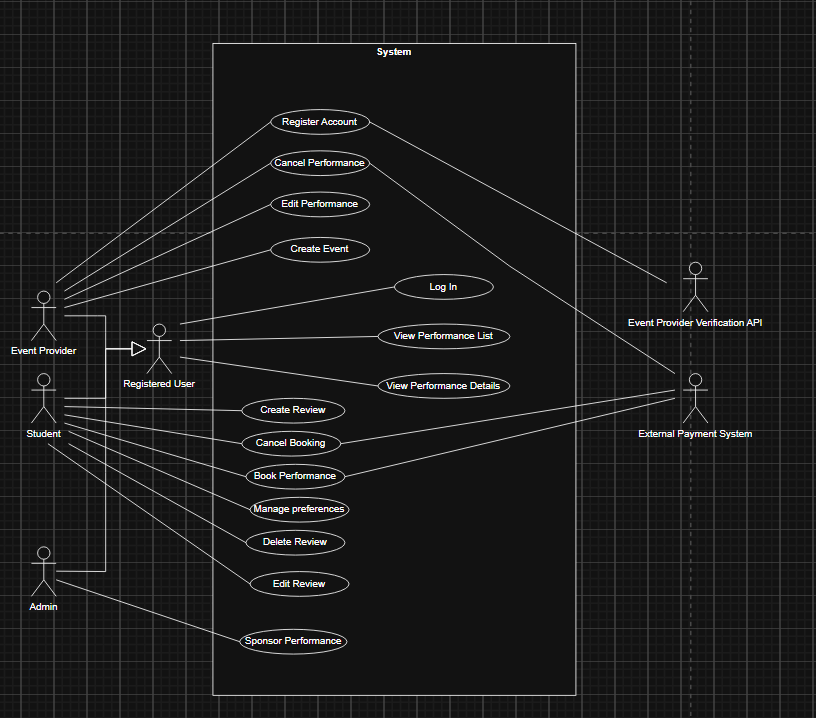 System
Register Account
Cancel Performance
Edit Performance
Create Event
Log In
Event Provider Verification API
View Performance List
Event Provider
Registered User
View Performance Details
Create Review
Student
External Payment System
Cancel Booking
Book Performance
Manage preferences
Delete Review
Edit Review
Admin
Sponsor Performance